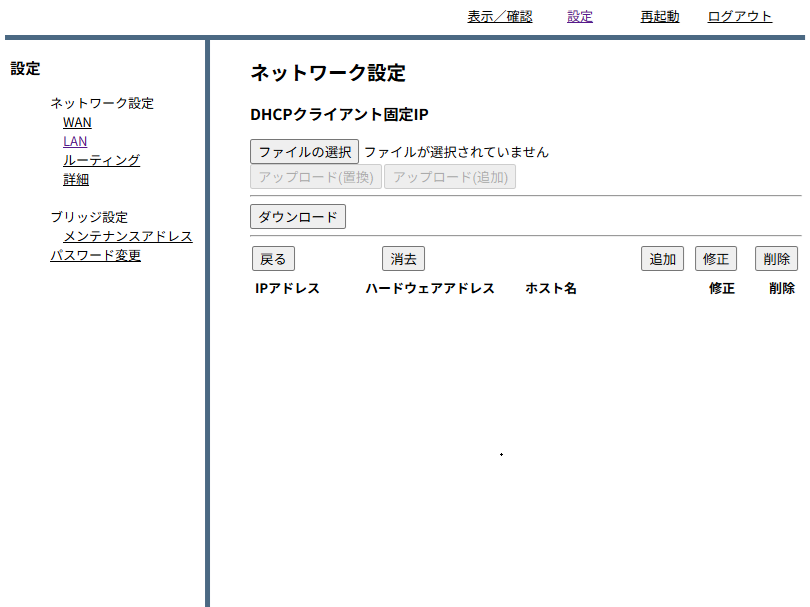 表示／確認 設定 再起動 ログアウト
設定
ネットワーク設定
WAN
LAN
ルーティング
詳細
ブリッジ設定
メンテナンスアドレス
パスワード変更
ネットワーク設定
DHCPクライアント固定IP
ファイルの選択 ファイルが選択されていません
アップロード(置換) アップロード(追加)
ダウンロード
戻る 消去 追加 修正 削除
IPアドレス ハードウェアアドレス ホスト名 修正 削除